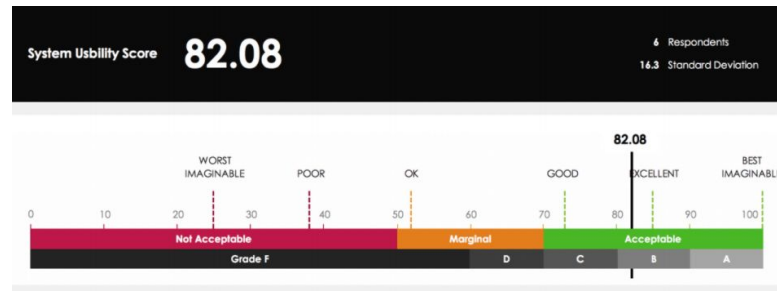 System Usbility Score 82.08
6 Respondents
16.3 Standard Deviation
82.08
WORST IMAGINABLE
POOR
OK
GOOD
EXCELLENT
BEST IMAGINABL
0 10 20 30 40 50 60 70 80 90 100
Not Acceptable Marginal Acceptable
Grade F D C B A